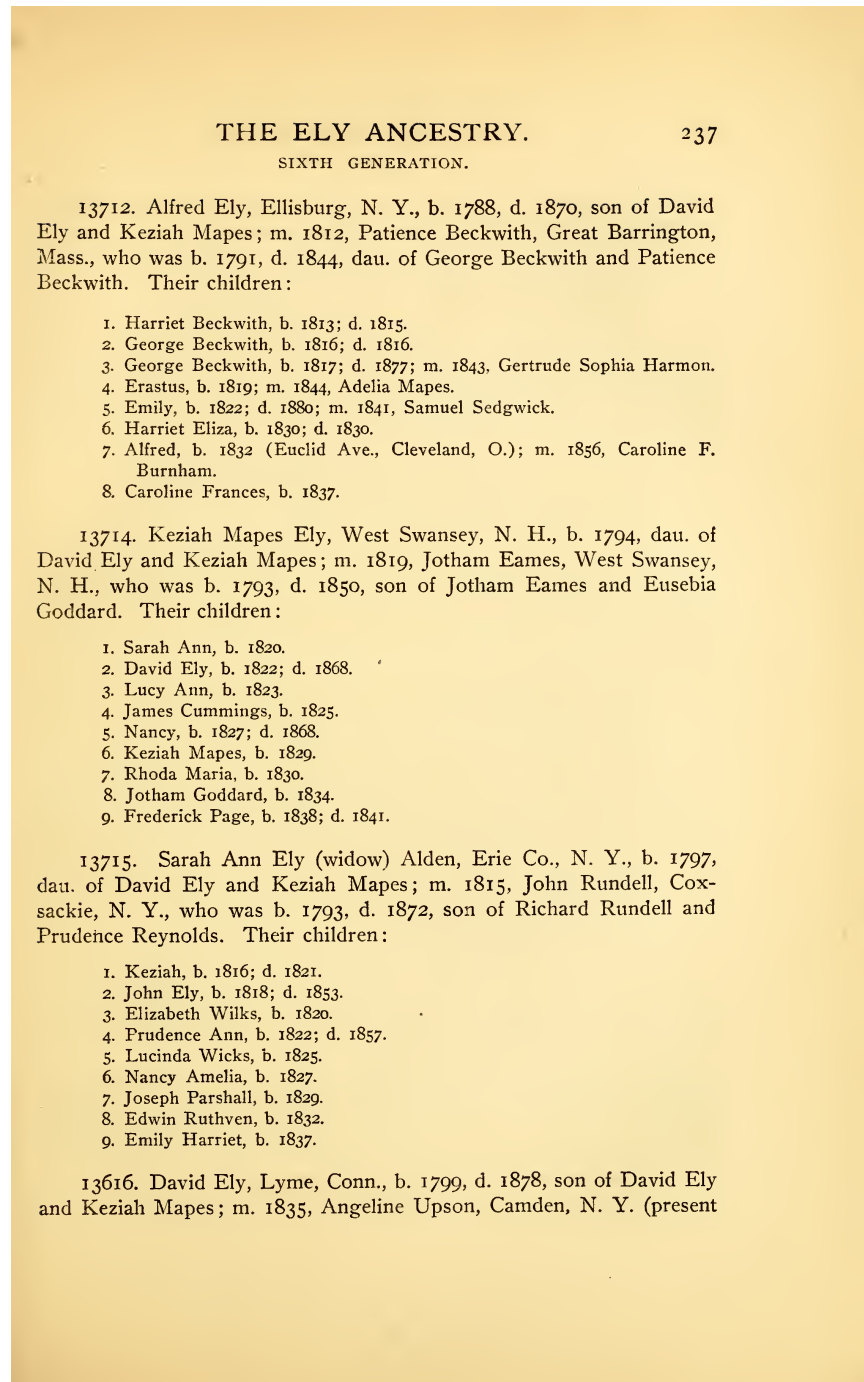 THE ELY ANCESTRY. 237
SIXTH GENERATION.
13712. Alfred Ely, Ellisburg, N. Y., b. 1788, d. 1870, son of David
Ely and Keziah Mapes; m. 1812, Patience Beckwith, Great Barrington,
Mass., who was b. 1791, d. 1844, dau. of George Beckwith and Patience
Beckwith. Their children:
1. Harriet Beckwith, b. 1813; d. 1815.
2. George Beckwith, b. 1816; d. 1816.
3. George Beckwith, b. 1817; d. 1877; m. 1843, Gertrude Sophia Harmon.
4. Erastus, b. 1819; m. 1844, Adelia Mapes.
5. Emily, b. 1822; d. 1880; m. 1841, Samuel Sedgwick.
6. Harriet Eliza, b. 1830; d. 1830.
7. Alfred, b. 1832 (Euclid Ave., Cleveland, O.); m. 1856, Caroline F.
Burnham.
8. Caroline Frances, b. 1837.
13714. Keziah Mapes Ely, West Swansey, N. H., b. 1794, dau. of
David Ely and Keziah Mapes; m. 1819, Jotham Eames, West Swansey,
N. H., who was b. 1793, d. 1850, son of Jotham Eames and Eusebia
Goddard. Their children:
1. Sarah Ann, b. 1820.
2. David Ely, b. 1822; d. 1868.
3. Lucy Ann, b. 1823.
4. James Cummings, b. 1825.
5. Nancy, b. 1827; d. 1868.
6. Keziah Mapes, b. 1829.
7. Rhoda Maria, b. 1830.
8. Jotham Goddard, b. 1834.
9. Frederick Page, b. 1838; d. 1841.
13715. Sarah Ann Ely (widow) Alden, Erie Co., N. Y., b. 1797,
dau. of David Ely and Keziah Mapes; m. 1815, John Rundell, Cox-
sackie, N. Y., who was b. 1793, d. 1872, son of Richard Rundell and
Prudence Reynolds. Their children:
1. Keziah, b. 1816; d. 1821.
2. John Ely, b. 1818; d. 1853.
3. Elizabeth Wilks, b. 1820.
4. Prudence Ann, b. 1822; d. 1857.
5. Lucinda Wicks, b. 1825.
6. Nancy Amelia, b. 1827.
7. Joseph Parshall, b. 1829.
8. Edwin Ruthven, b. 1832.
9. Emily Harriet, b. 1837.
13616. David Ely, Lyme, Conn., b. 1799, d. 1878, son of David Ely
and Keziah Mapes; m. 1835, Angeline Upson, Camden, N. Y. (present